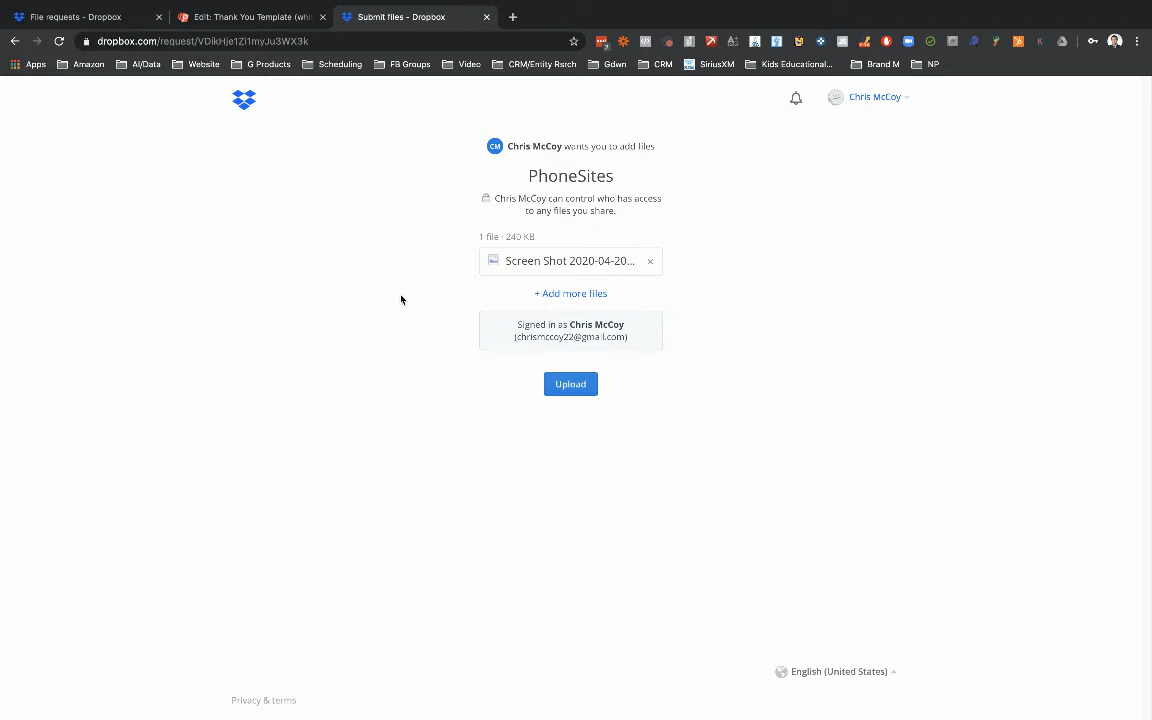 File requests - Dropbox
Edit: Thank You Template (whit
Submit files - Dropbox
dropbox.com/request/VDikHje1Zi1myJu3WX3k
2
Apps
Amazon
AI/Data
Website
G Products
Scheduling
FB Groups
Video
CRM/Entity Rsrch
Gdwn
CRM
SiriusXM
Kids Educational...
Brand M
NP
Chris McCoy
CM Chris McCoy wants you to add files
PhoneSites
Chris McCoy can control who has access
to any files you share.
1 file · 240 KB
Screen Shot 2020-04-20...
+ Add more files
Signed in as Chris McCoy
(chrismccoy22@gmail.com)
Upload
English (United States)
Privacy & terms